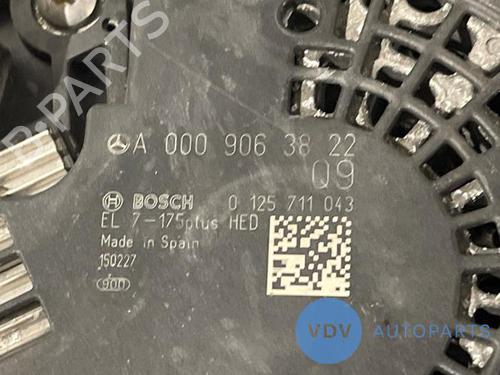 A 000 906 38 22
Q9
BOSCH 0 125 711 043
EL 7-175plus HED
Made in Spain
150227
900
B-PARTS
VDV AUTOPARTS